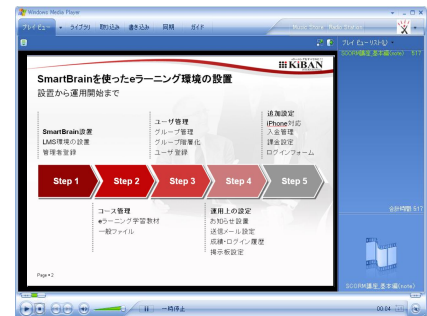 Windows Media Player
プレイ ビュー
ライブラリ
取り込み
書き込み
同期
ガイド
Music Store
プレイ ビューリスト
SCORM講座_基本編(note) 517
KiBAN
SmartBrainを使ったeラーニング環境の設置
設置から運用開始まで
SmartBrain設置
LMS環境の設置
管理者登録
ユーザ管理
グループ管理
グループ階層化
ユーザ登録
追加設定
iPhone対応
入金管理
課金設定
ログインフォーム
Step 1
Step 2
Step 3
Step 4
Step 5
コース管理
eラーニング学習教材
一般ファイル
運用上の設定
お知らせ設置
送信メール設定
成績・ログイン履歴
掲示板設定
Page • 2
合計時間: 517
SCORM講座_基本編(note)
一時停止
00:04